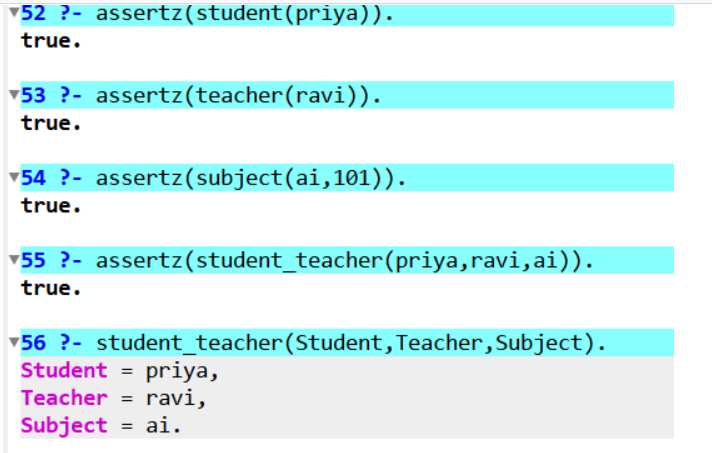 52 ?- assertz(student(priya)).
true.
53 ?- assertz(teacher(ravi)).
true.
54 ?- assertz(subject(ai,101)).
true.
55 ?- assertz(student_teacher(priya,ravi,ai)).
true.
56 ?- student_teacher(Student,Teacher,Subject).
Student = priya,
Teacher = ravi,
Subject = ai.